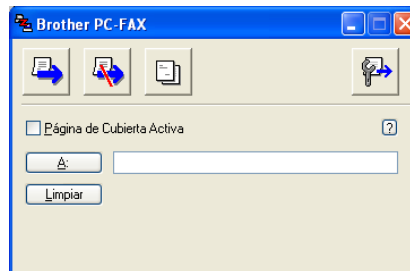 Brother PC-FAX
Página de Cubierta Activa
?
A:
Limpiar